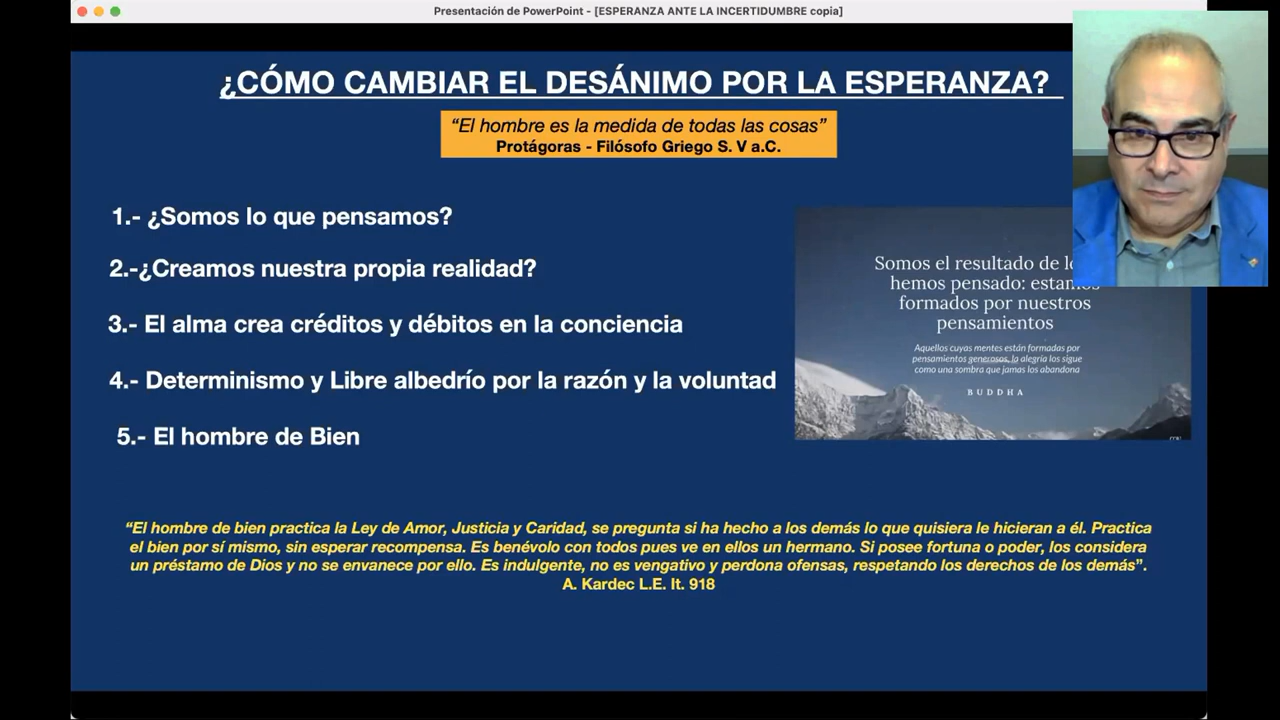 Presentación de PowerPoint - [ESPERANZA ANTE LA INCERTIDUMBRE copia]
¿CÓMO CAMBIAR EL DESÁNIMO POR LA ESPERANZA?
“El hombre es la medida de todas las cosas”
Protágoras - Filósofo Griego S. V a.C.
1.- ¿Somos lo que pensamos?
2.-¿Creamos nuestra propia realidad?
3.- El alma crea créditos y débitos en la conciencia
4.- Determinismo y Libre albedrío por la razón y la voluntad
5.- El hombre de Bien
Somos el resultado de
hemos pensado: estamos
formados por nuestros
pensamientos
Aquellos cuyas mentes están formadas por
pensamientos generosos, la alegría los sigue
como una sombra que jamas los abandona
BUDDHA
“El hombre de bien practica la Ley de Amor, Justicia y Caridad, se pregunta si ha hecho a los demás lo que quisiera le hicieran a él. Practica
el bien por sí mismo, sin esperar recompensa. Es benévolo con todos pues ve en ellos un hermano. Si posee fortuna o poder, los considera
un préstamo de Dios y no se envanece por ello. Es indulgente, no es vengativo y perdona ofensas, respetando los derechos de los demás”.
A. Kardec L.E. It. 918